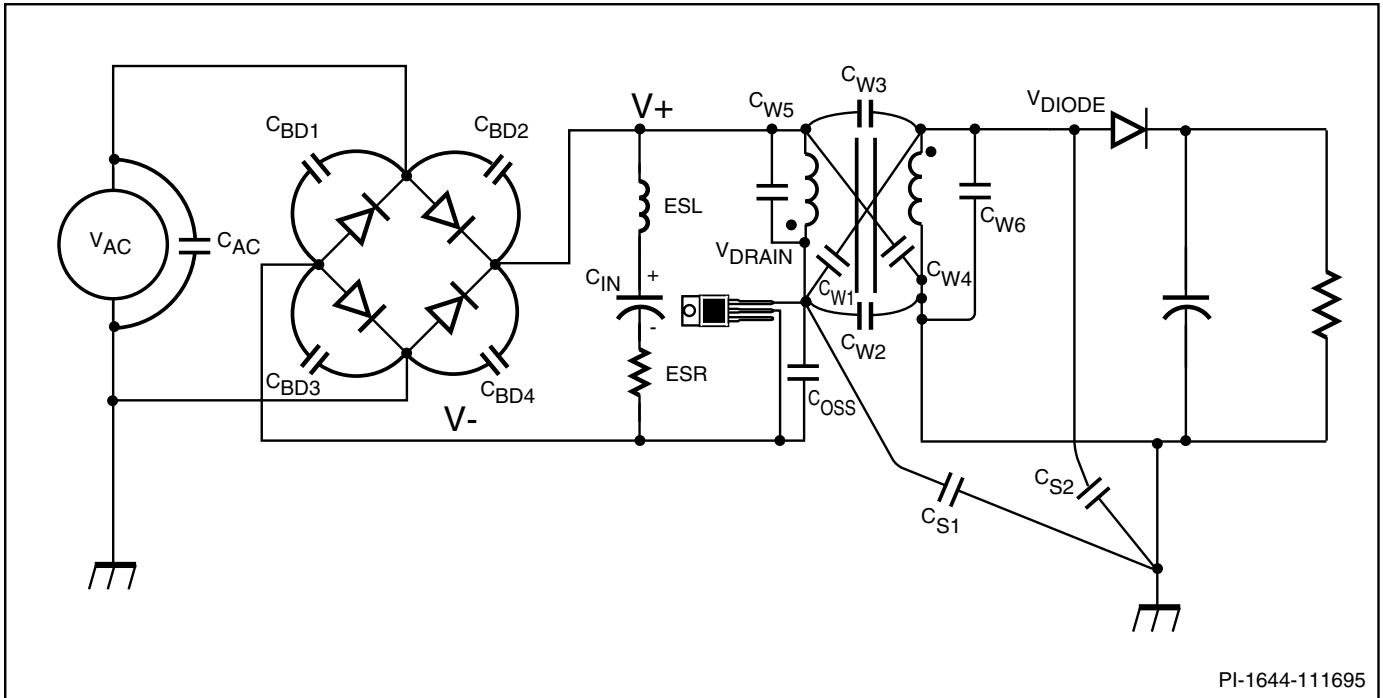 CW3
VDIODE
V+
CW5
CBD1
CBD2
ESL
VAC
CAC
CW6
VDRAIN
CIN
+
CW4
CW1
-
CW2
ESR
CBD3
CBD4
COSS
V-
CS2
CS1
PI-1644-111695